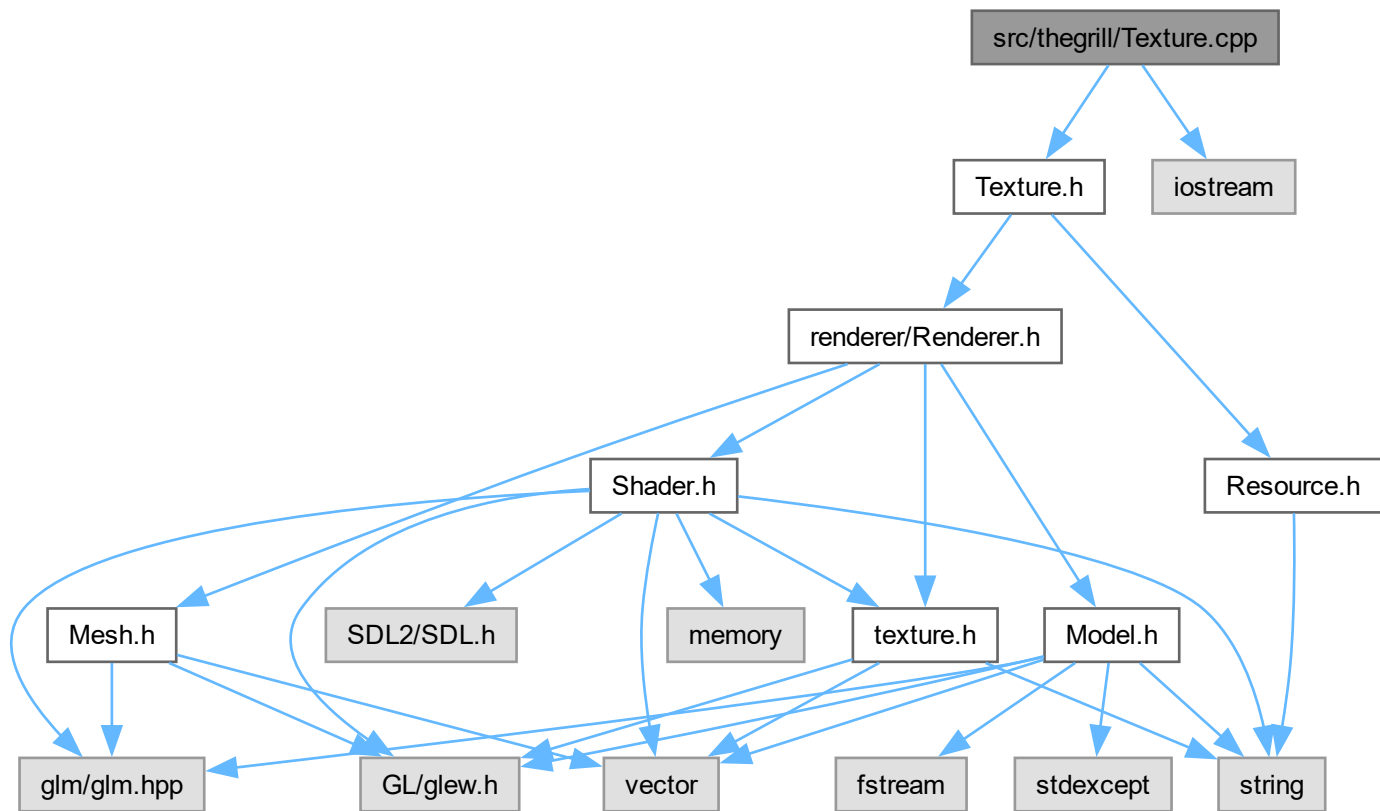 src/thegrill/Texture.cpp
Texture.h
iostream
renderer/Renderer.h
Shader.h
Resource.h
Mesh.h
SDL2/SDL.h
memory
texture.h
Model.h
glm/glm.hpp
GL/glew.h
vector
fstream
stdexcept
string